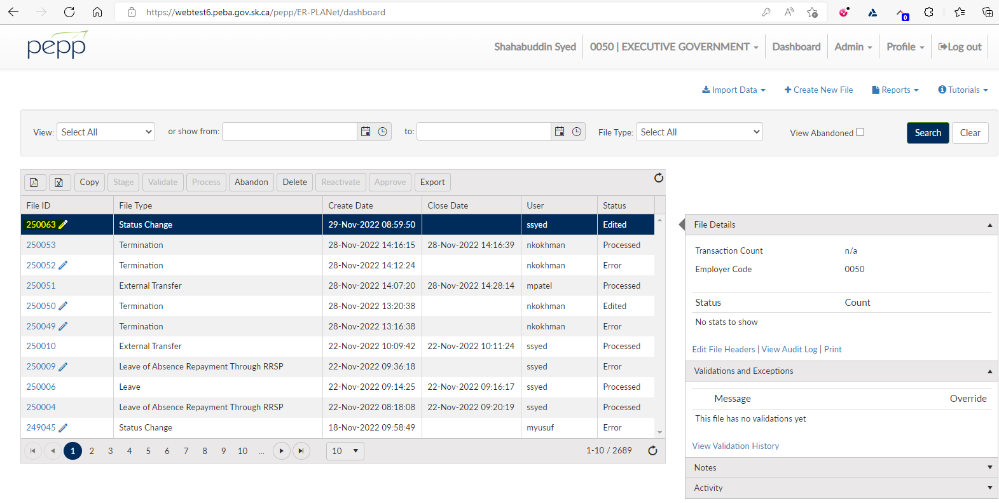 https://webtest6.peba.gov.sk.ca/pepp/ER-PLANet/dashboard
0
pepp
Shahabuddin Syed 0050 | EXECUTIVE GOVERNMENT Dashboard Admin Profile Log out
Import Data Create New File Reports Tutorials
View: Select All or show from: to: File Type: Select All View Abandoned Search Clear
Copy Stage Validate Process Abandon Delete Reactivate Approve Export
File ID File Type Create Date Close Date User Status
250063 Status Change 29-Nov-2022 08:59:50 ssyed Edited
250053 Termination 28-Nov-2022 14:16:15 28-Nov-2022 14:16:39 nkokhman Processed
250052 Termination 28-Nov-2022 14:12:24 nkokhman Error
250051 External Transfer 28-Nov-2022 14:07:20 28-Nov-2022 14:28:14 mpatel Processed
250050 Termination 28-Nov-2022 13:20:38 nkokhman Edited
250049 Termination 28-Nov-2022 13:16:38 nkokhman Error
250010 External Transfer 22-Nov-2022 10:09:42 22-Nov-2022 10:11:24 ssyed Processed
250009 Leave of Absence Repayment Through RRSP 22-Nov-2022 09:36:18 ssyed Error
250006 Leave 22-Nov-2022 09:14:25 22-Nov-2022 09:16:17 ssyed Processed
250004 Leave of Absence Repayment Through RRSP 22-Nov-2022 08:18:08 22-Nov-2022 09:20:19 ssyed Processed
249045 Status Change 18-Nov-2022 09:58:49 myusuf Error
1 2 3 4 5 6 7 8 9 10 ... 10 1-10 / 2689
File Details
Transaction Count n/a
Employer Code 0050
Status Count
No stats to show
Edit File Headers | View Audit Log | Print
Validations and Exceptions
Message Override
This file has no validations yet
View Validation History
Notes
Activity